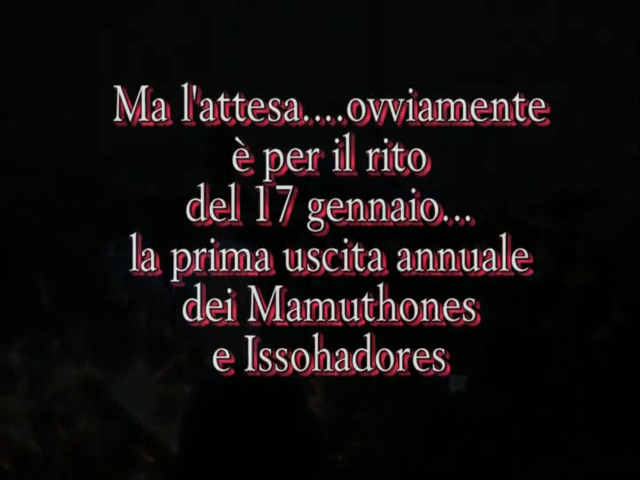 Ma l'attesa....ovviamente
è per il rito
del 17 gennaio...
la prima uscita annuale
dei Mamuthones
e Issohadores